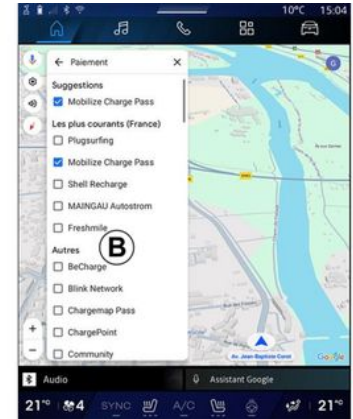 10°C 15:04
G
← Paiement ×
Suggestions
Mobilize Charge Pass
Les plus courants (France)
Plugsurfing
Mobilize Charge Pass
Shell Recharge
MAINGAU Autostrom
Freshmile
B
Autres
BeCharge
Blink Network
Chargemap Pass
ChargePoint
Community
+
−
Av. Jean-Baptiste Corot
Google
Audio
Assistant Google
21°
4
SYNC
A/C
21°